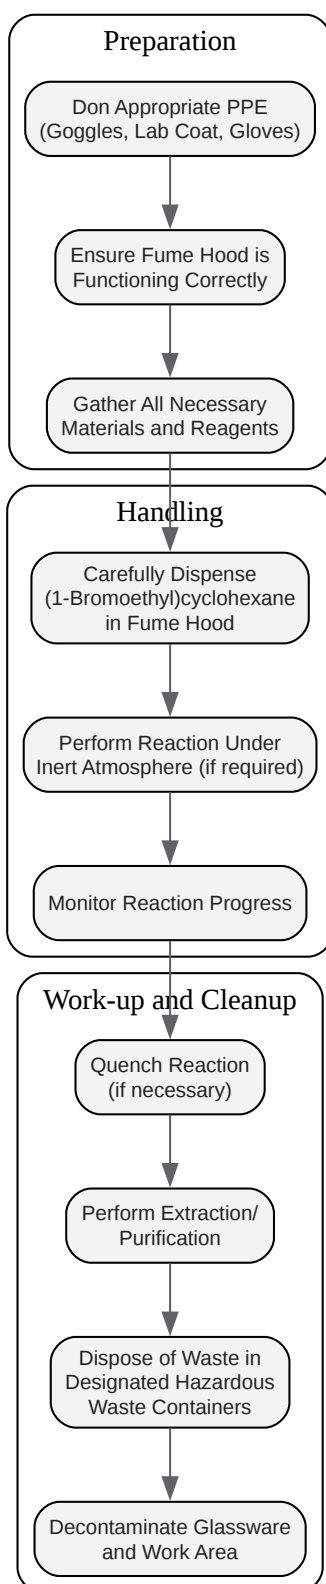 Preparation
Don Appropriate PPE
(Goggles, Lab Coat, Gloves)
Ensure Fume Hood is
Functioning Correctly
Gather All Necessary
Materials and Reagents
Handling
Carefully Dispense
(1-Bromoethyl)cyclohexane
in Fume Hood
Perform Reaction Under
Inert Atmosphere (if required)
Monitor Reaction Progress
Work-up and Cleanup
Quench Reaction
(if necessary)
Perform Extraction/
Purification
Dispose of Waste in
Designated Hazardous
Waste Containers
Decontaminate Glassware
and Work Area